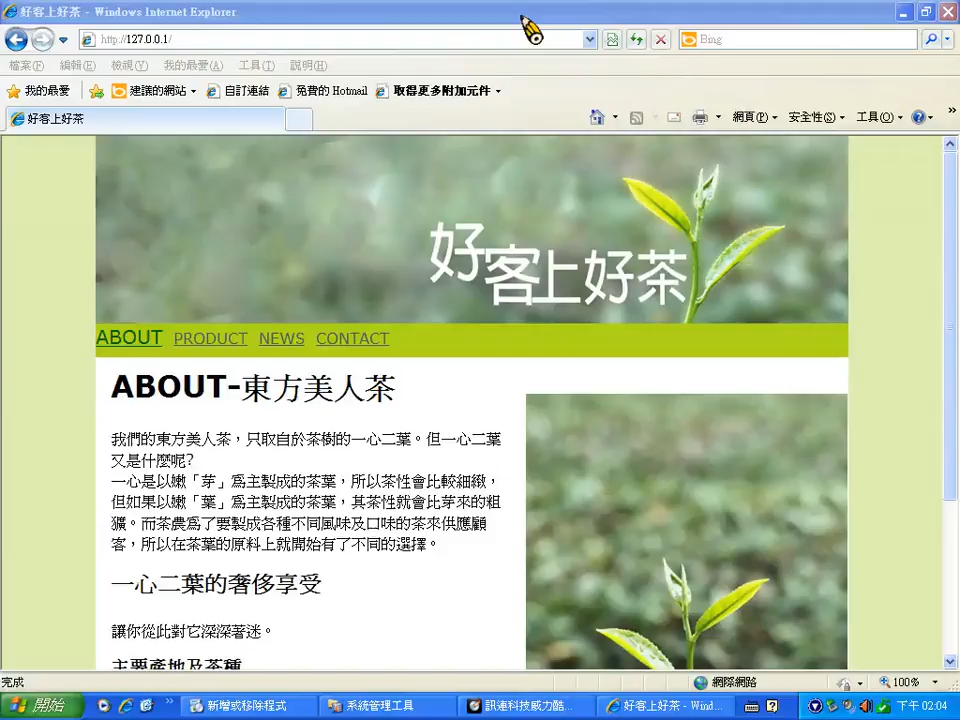 好客上好茶 - Windows Internet Explorer
http://127.0.0.1/
Bing
檔案(F) 編輯(E) 檢視(V) 我的最愛(A) 工具(T) 說明(H)
我的最愛 建議的網站 自訂連結 免費的 Hotmail 取得更多附加元件
好客上好茶 網頁(P) 安全性(S) 工具(O) »
好客上好茶
ABOUT PRODUCT NEWS CONTACT
ABOUT-東方美人茶
我們的東方美人茶，只取自於茶樹的一心二葉。但一心二葉
又是什麼呢?
一心是以嫩「芽」為主製成的茶葉，所以茶性會比較細緻，
但如果以嫩「葉」為主製成的茶葉，其茶性就會比芽來的粗
獷。而茶農為了要製成各種不同風味及口味的茶來供應顧
客，所以在茶葉的原料上就開始有了不同的選擇。
一心二葉的奢侈享受
讓你從此對它深深著迷。
主要產地及茶種
完成 網際網路 100%
開始 » 新增或移除程式 系統管理工具 訊連科技威力酷... 好客上好茶 - Wind... 下午 02:04